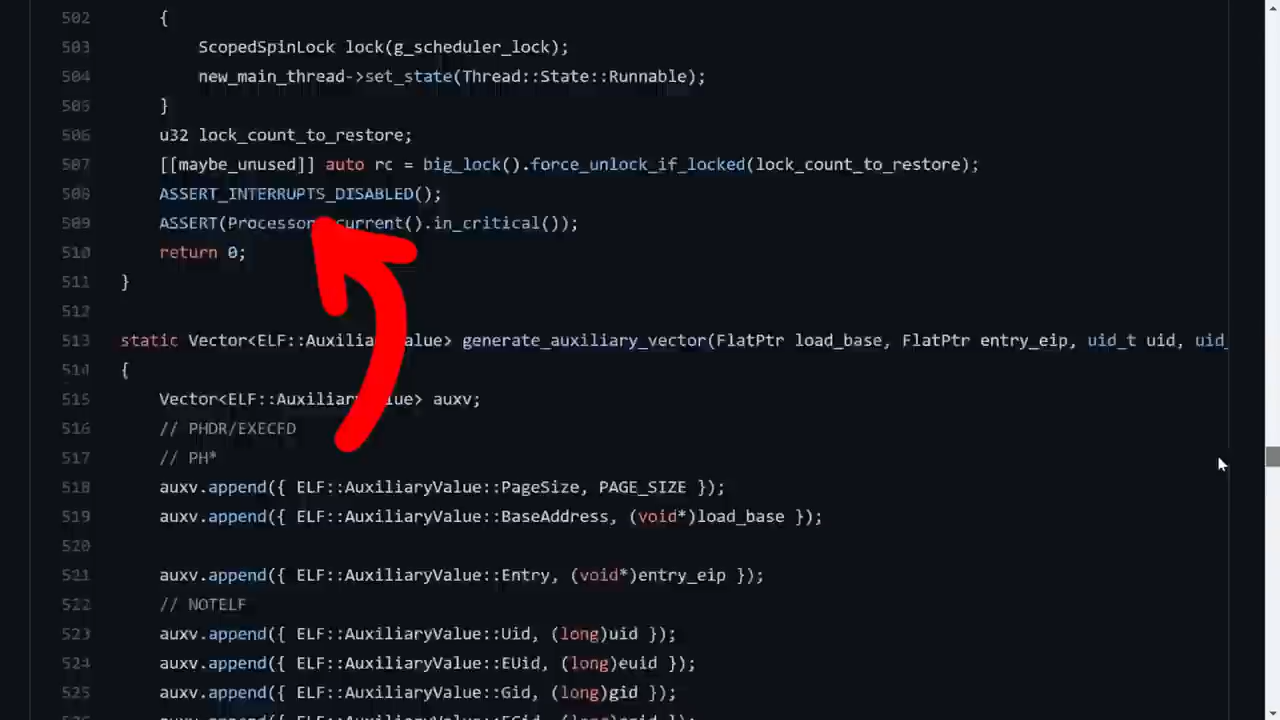 502 {
503 ScopedSpinLock lock(g_scheduler_lock);
504 new_main_thread->set_state(Thread::State::Runnable);
505 }
506 u32 lock_count_to_restore;
507 [[maybe_unused]] auto rc = big_lock().force_unlock_if_locked(lock_count_to_restore);
508 ASSERT_INTERRUPTS_DISABLED();
509 ASSERT(Processor current().in_critical());
510 return 0;
511 }
512
513 static Vector<ELF::AuxiliaryValue> generate_auxiliary_vector(FlatPtr load_base, FlatPtr entry_eip, uid_t uid, uid_
514 {
515 Vector<ELF::AuxiliaryValue> auxv;
516 // PHDR/EXECFD
517 // PH*
518 auxv.append({ ELF::AuxiliaryValue::PageSize, PAGE_SIZE });
519 auxv.append({ ELF::AuxiliaryValue::BaseAddress, (void*)load_base });
520
521 auxv.append({ ELF::AuxiliaryValue::Entry, (void*)entry_eip });
522 // NOTELF
523 auxv.append({ ELF::AuxiliaryValue::Uid, (long)uid });
524 auxv.append({ ELF::AuxiliaryValue::EUid, (long)euid });
525 auxv.append({ ELF::AuxiliaryValue::Gid, (long)gid });